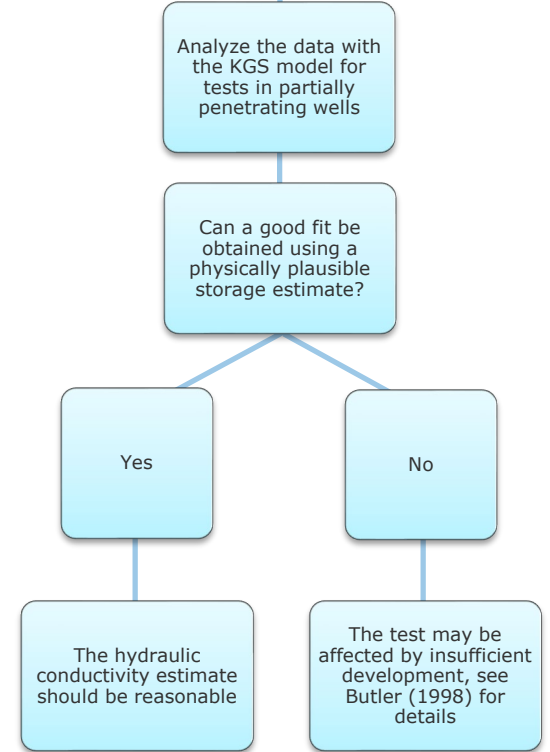 Analyze the data with
the KGS model for
tests in partially
penetrating wells
Can a good fit be
obtained using a
physically plausible
storage estimate?
Yes
No
The hydraulic
conductivity estimate
should be reasonable
The test may be
affected by insufficient
development, see
Butler (1998) for
details